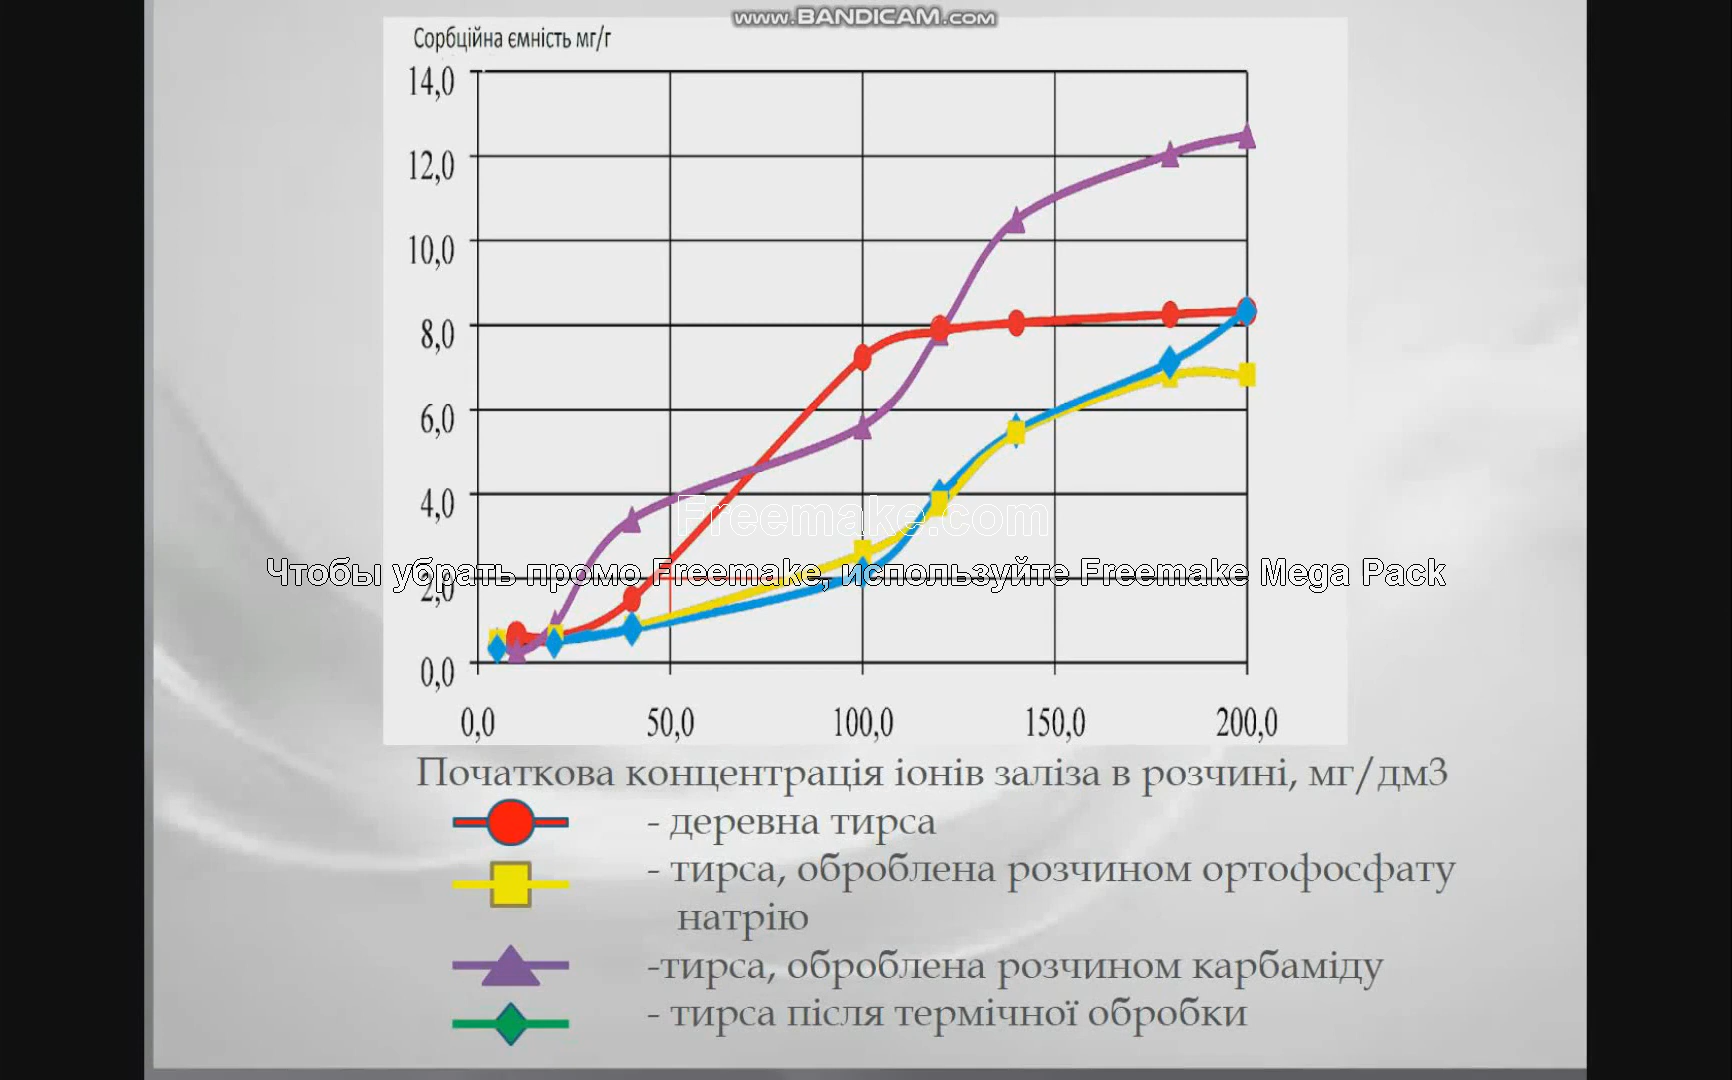 www.BANDICAM.com
Сорбційна ємність мг/г
14,0
12,0
10,0
8,0
6,0
4,0
Freemake.com
Чтобы убрать промо Freemake, используйте Freemake Mega Pack
2,0
0,0
0,0 50,0 100,0 150,0 200,0
Початкова концентрація іонів заліза в розчині, мг/дм3
- деревна тирса
- тирса, оброблена розчином ортофосфату
натрію
-тирса, оброблена розчином карбаміду
- тирса після термічної обробки